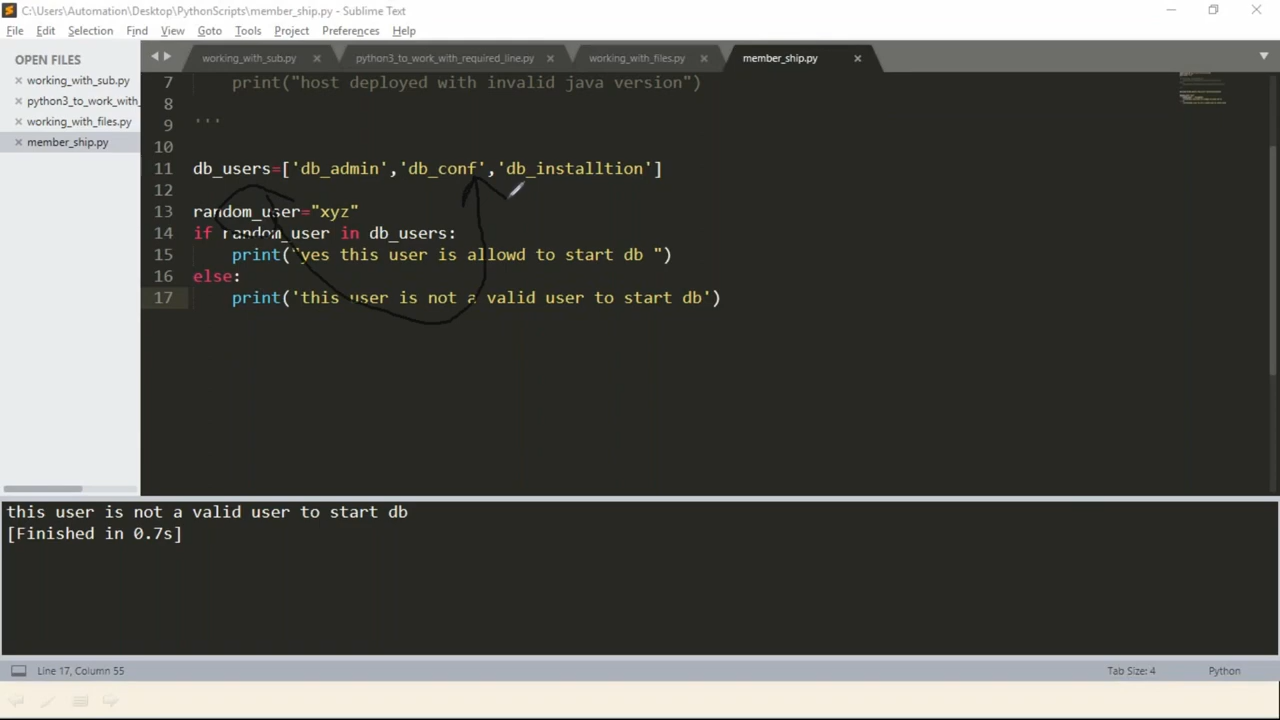 C:\Users\Automation\Desktop\PythonScripts\member_ship.py - Sublime Text
File Edit Selection Find View Goto Tools Project Preferences Help
OPEN FILES
working_with_sub.py
python3_to_work_with_
working_with_files.py
member_ship.py
working_with_sub.py python3_to_work_with_required_line.py working_with_files.py member_ship.py
7 print("host deployed with invalid java version")
8
9 '''
10
11 db_users=['db_admin','db_conf','db_installtion']
12
13 random_user="xyz"
14 if random_user in db_users:
15 print("yes this user is allowd to start db ")
16 else:
17 print('this user is not a valid user to start db')
this user is not a valid user to start db
[Finished in 0.7s]
Line 17, Column 55 Tab Size: 4 Python